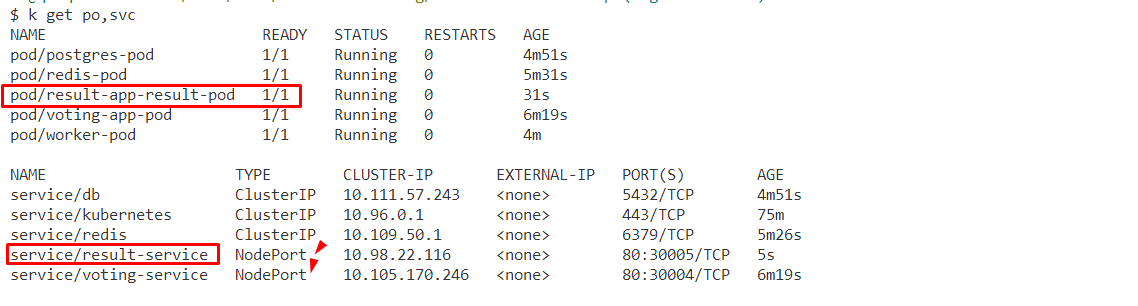 $ k get po,svc
NAME READY STATUS RESTARTS AGE
pod/postgres-pod 1/1 Running 0 4m51s
pod/redis-pod 1/1 Running 0 5m31s
pod/result-app-result-pod 1/1 Running 0 31s
pod/voting-app-pod 1/1 Running 0 6m19s
pod/worker-pod 1/1 Running 0 4m
NAME TYPE CLUSTER-IP EXTERNAL-IP PORT(S) AGE
service/db ClusterIP 10.111.57.243 <none> 5432/TCP 4m51s
service/kubernetes ClusterIP 10.96.0.1 <none> 443/TCP 75m
service/redis ClusterIP 10.109.50.1 <none> 6379/TCP 5m26s
service/result-service NodePort 10.98.22.116 <none> 80:30005/TCP 5s
service/voting-service NodePort 10.105.170.246 <none> 80:30004/TCP 6m19s